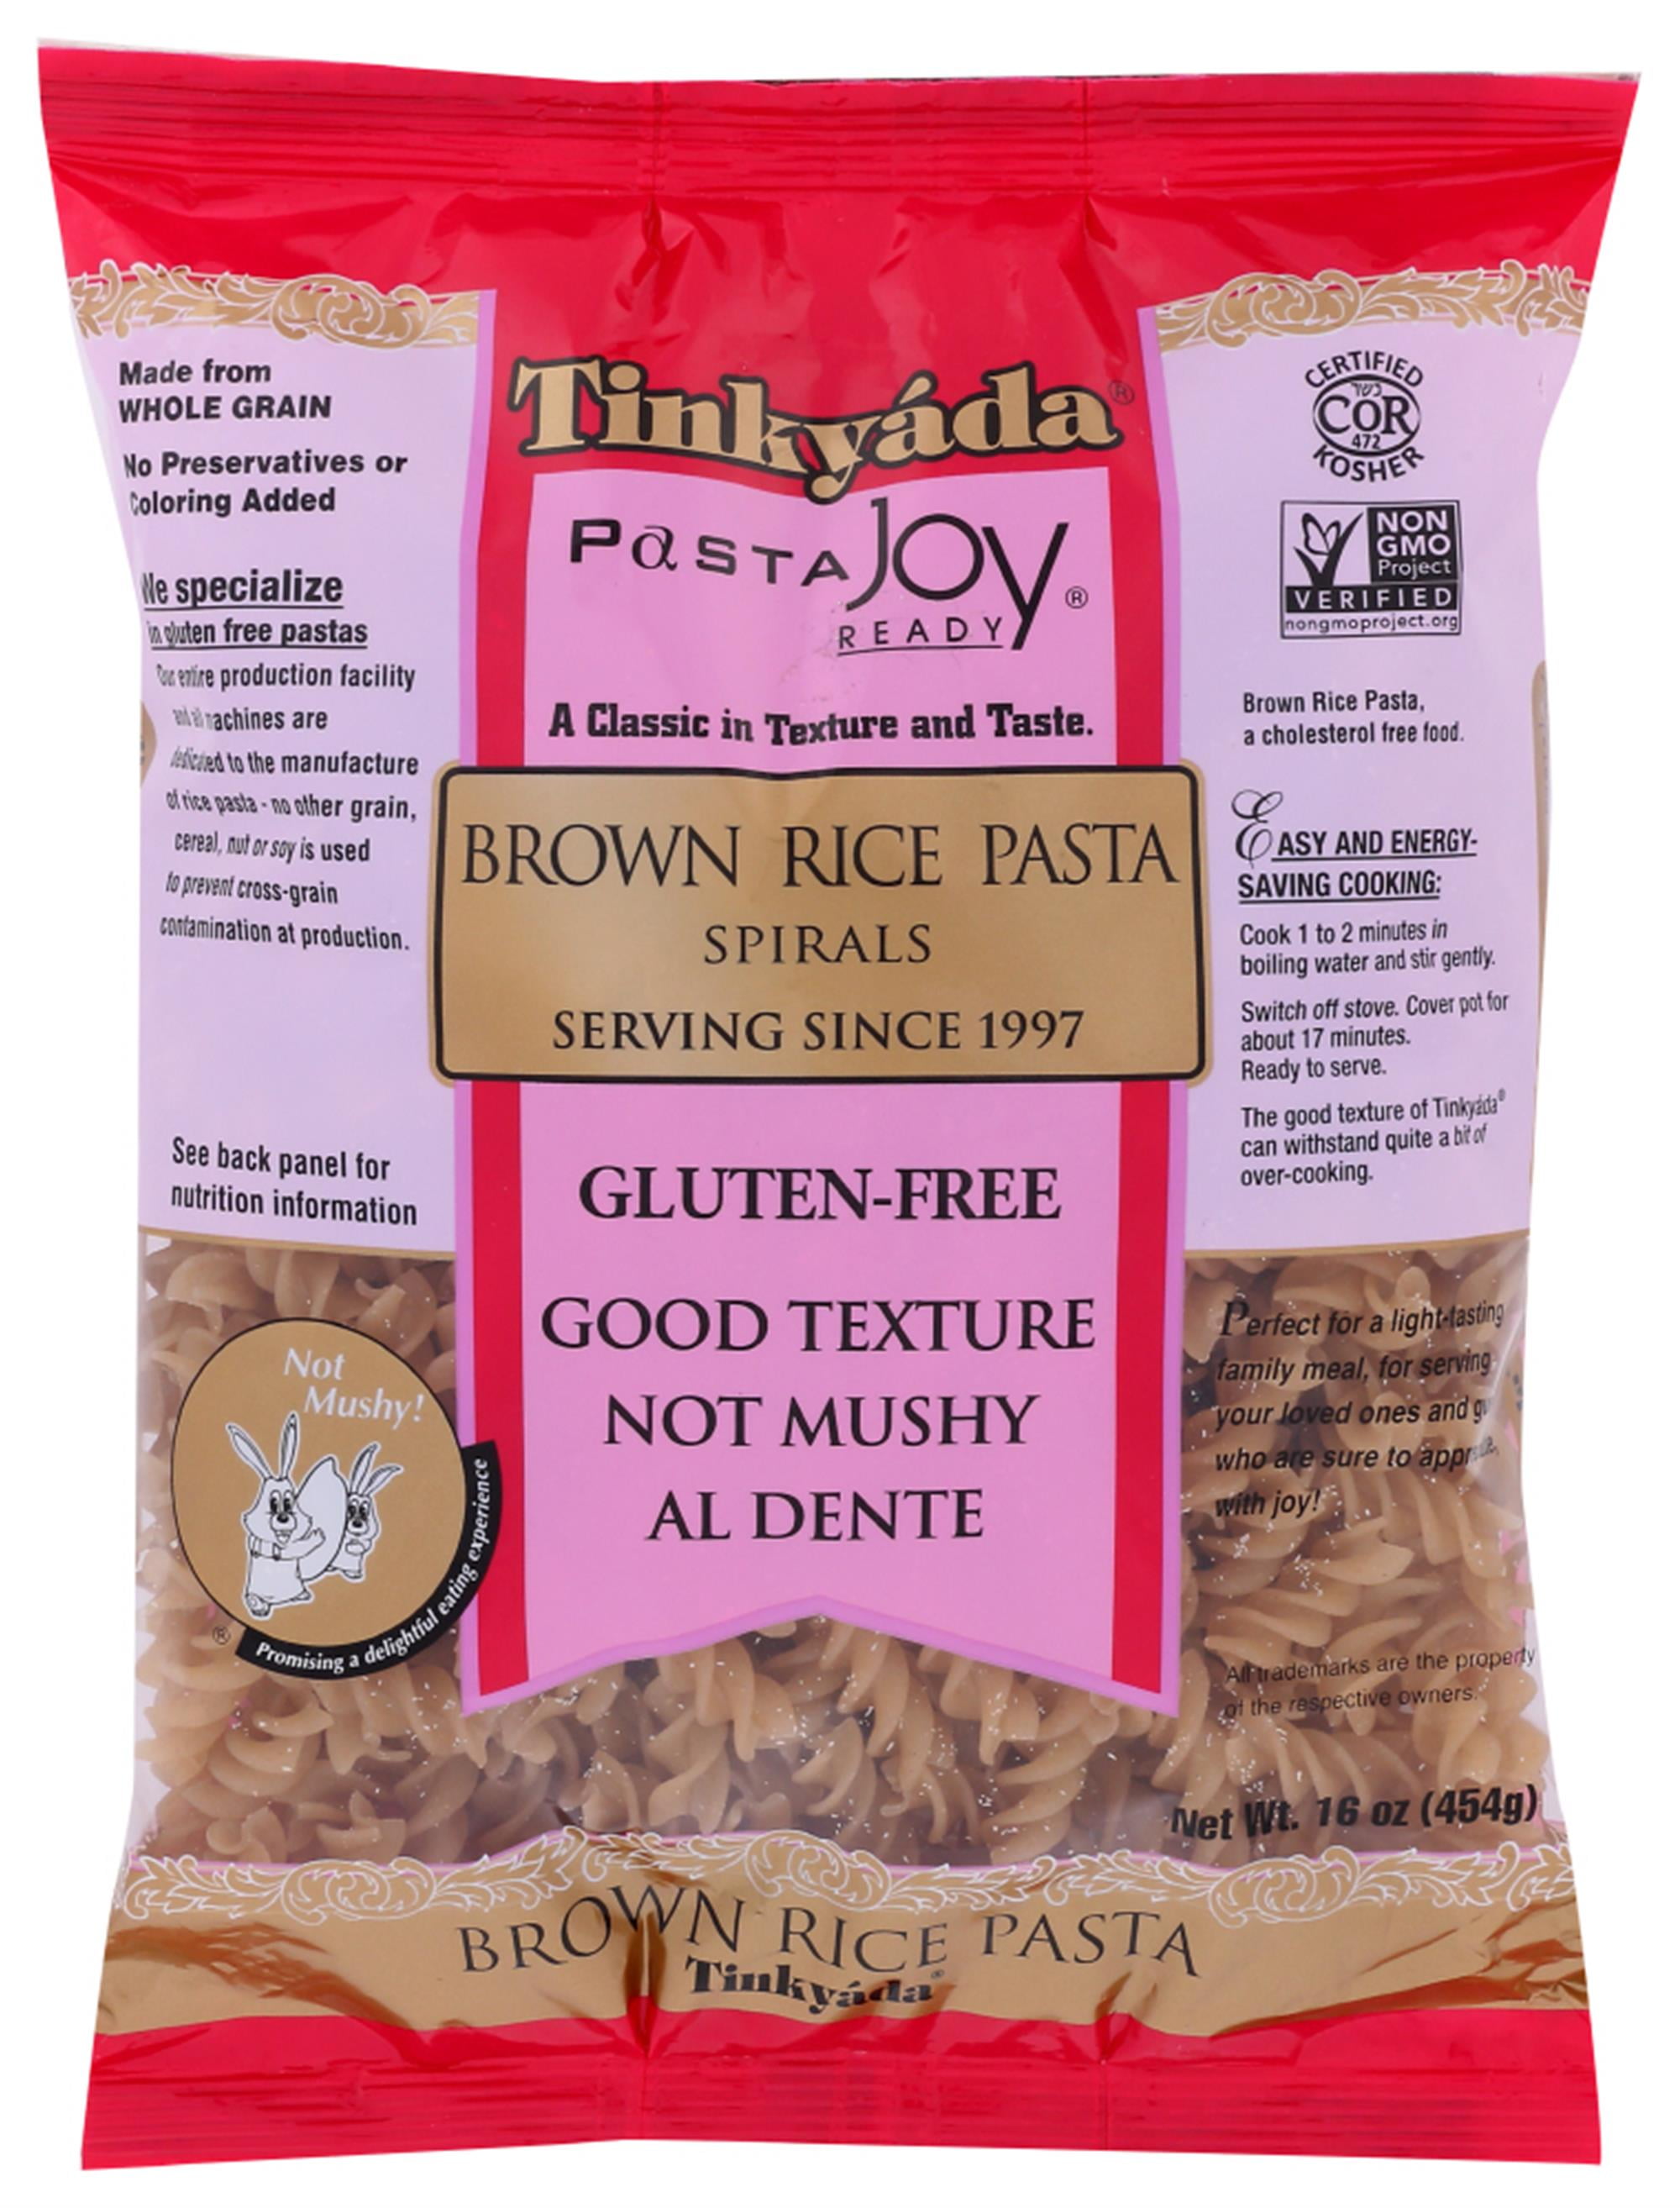 Tinkyáda®
PASTA JOY®
READY
A Classic in Texture and Taste.
BROWN RICE PASTA
SPIRALS
SERVING SINCE 1997
GLUTEN-FREE
GOOD TEXTURE
NOT MUSHY
AL DENTE
Made from
WHOLE GRAIN
No Preservatives or
Coloring Added
We specialize
in gluten free pastas
Our entire production facility
and all machines are
dedicated to the manufacture
of rice pasta - no other grain,
cereal, nut or soy is used
to prevent cross-grain
contamination at production.
See back panel for
nutrition information
Not
Mushy!
Promising a delightful eating experience
®
CERTIFIED
כשר
COR
472
KOSHER
NON
GMO
Project
VERIFIED
nongmoproject.org
Brown Rice Pasta,
a cholesterol free food.
EASY AND ENERGY-
SAVING COOKING:
Cook 1 to 2 minutes in
boiling water and stir gently.
Switch off stove. Cover pot for
about 17 minutes.
Ready to serve.
The good texture of Tinkyáda®
can withstand quite a bit of
over-cooking.
Perfect for a light-tasting
family meal, for serving
your loved ones and
who are sure to
with joy!
All trademarks are the property
of the respective owners.
Net Wt. 16 oz (454g)
BROWN RICE PASTA
Tinkyáda®